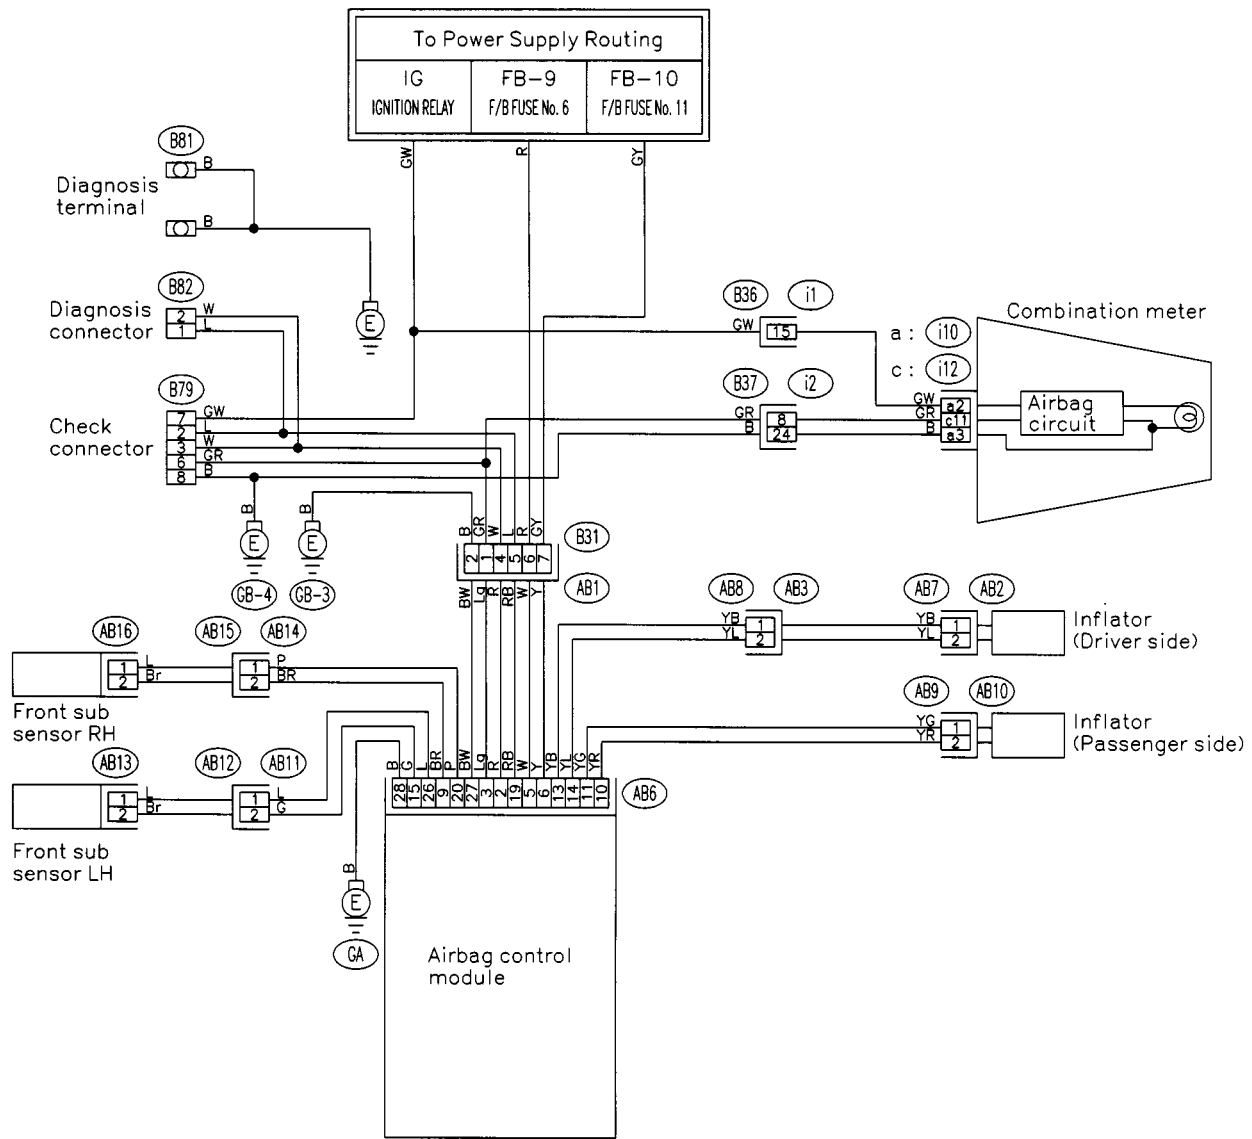 To Power Supply Routing
IG
IGNITION RELAY
FB-9
F/B FUSE No. 6
FB-10
F/B FUSE No. 11
GW
R
GY
B81
B
Diagnosis
terminal
B
E
B82
Diagnosis
connector
2 W
1 L
B79
Check
connector
7 GW
2 L
3 W
6 GR
8 B
B
E
GB-4
B
E
GB-3
B36
i1
GW
15
B37
i2
GR
8
B
24
Combination meter
a : i10
c : i12
GW
a2
GR
c11
B
a3
Airbag
circuit
B GR W L R GY
2 1 4 5 6 7
B31
AB1
BW Lg R RB W Y
AB16
AB15
AB14
1 L
2 Br
1 P
2 BR
Front sub
sensor RH
AB13
AB12
AB11
1 L
2 Br
1 L
2 G
Front sub
sensor LH
AB8
AB3
YB 1
YL 2
AB7
AB2
YB 1
YL 2
Inflator
(Driver side)
AB9
AB10
YG 1
YR 2
Inflator
(Passenger side)
B G L BR P BW Lg R RB W Y YB YL YG YR
28 15 26 9 20 27 3 2 19 5 6 13 14 11 10
AB6
B
E
GA
Airbag control
module